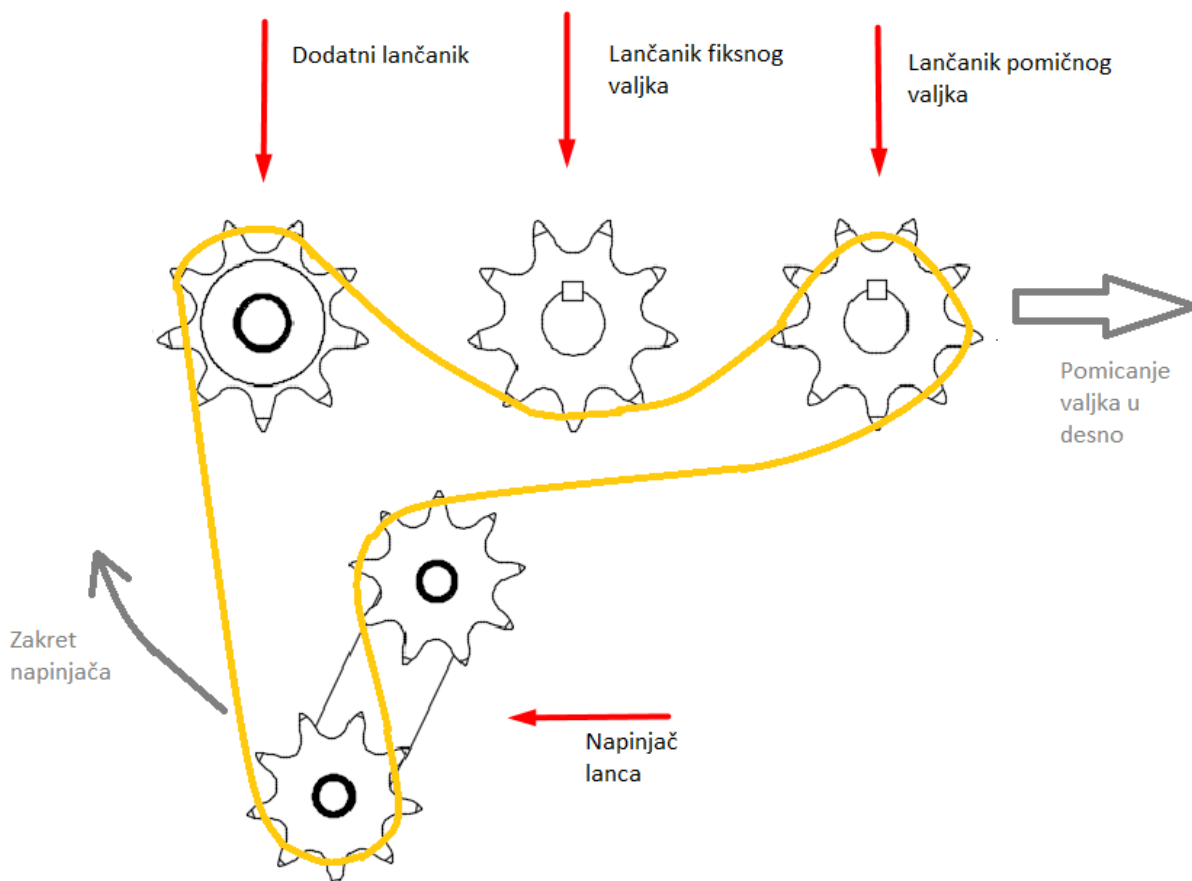 Dodatni lančanik
Lančanik fiksnog
valjka
Lančanik pomičnog
valjka
Pomicanje
valjka u
desno
Zakret
napinjača
Napinjač
lanca